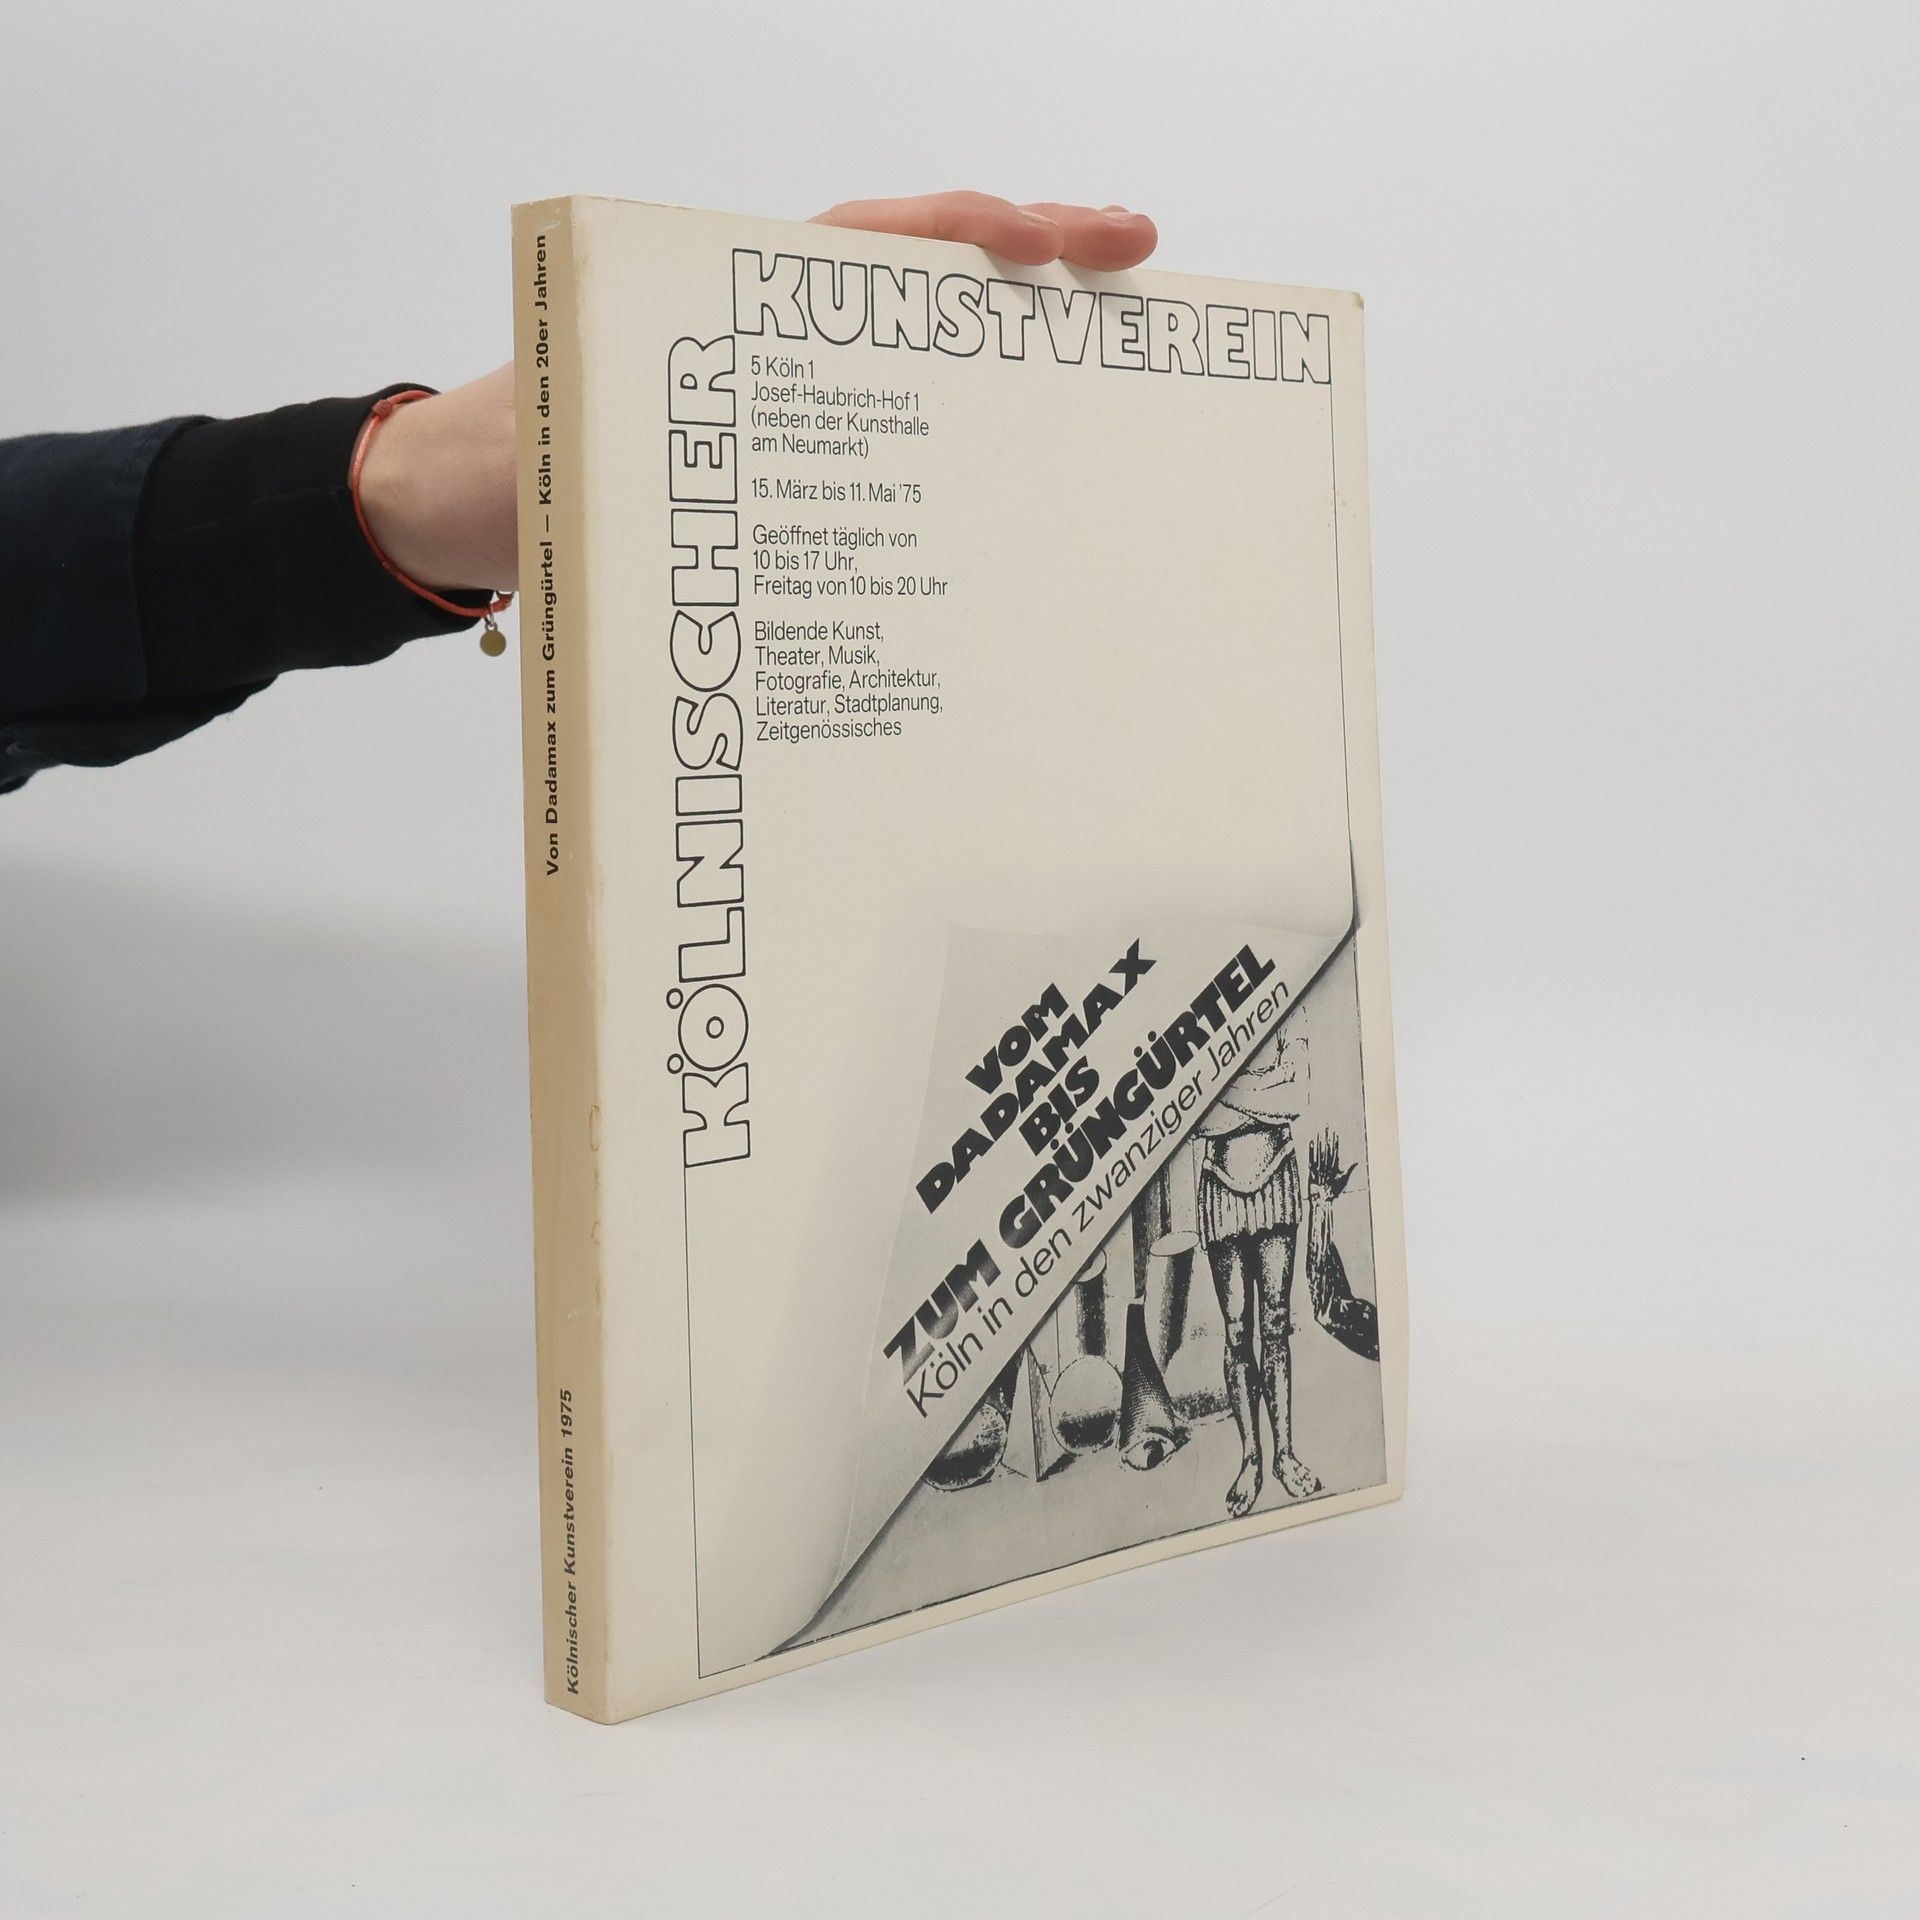 Von Dadamax zum Grüngürtel — Köln in den 20er Jahren
Kölnischer Kunstverein 1975
KÖLNISCHER
KUNSTVEREIN
5 Köln 1
Josef-Haubrich-Hof 1
(neben der Kunsthalle
am Neumarkt)
15. März bis 11. Mai '75
Geöffnet täglich von
10 bis 17 Uhr,
Freitag von 10 bis 20 Uhr
Bildende Kunst,
Theater, Musik,
Fotografie, Architektur,
Literatur, Stadtplanung,
Zeitgenössisches
VOM
DADAMAX
BIS
ZUM GRÜNGÜRTEL
Köln in den zwanziger Jahren